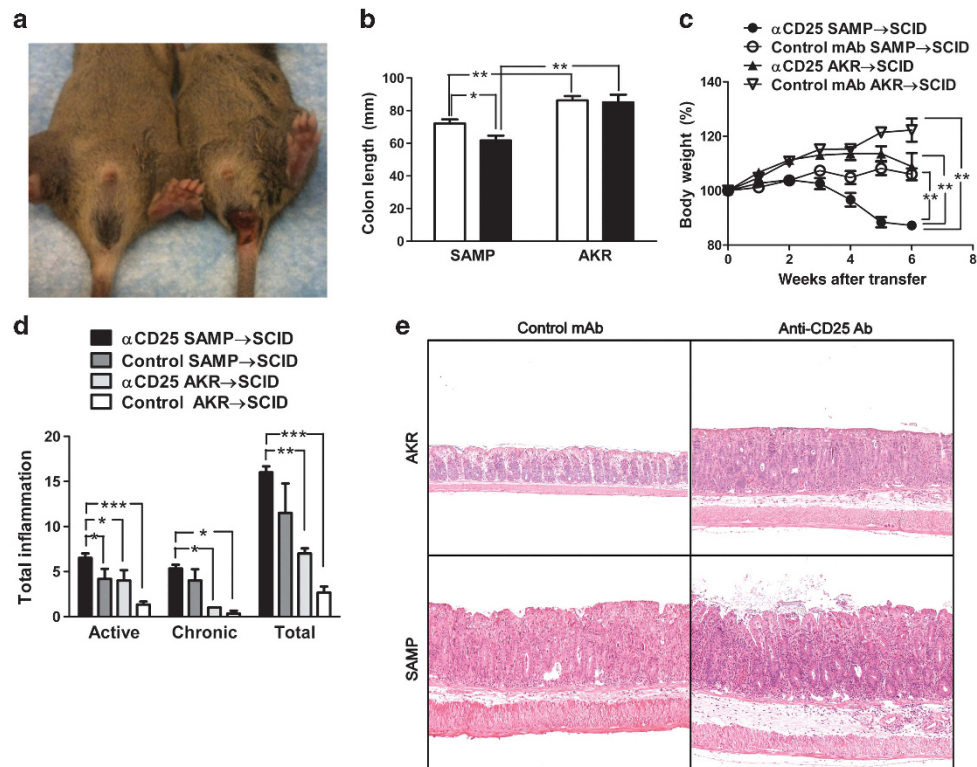 a
b
Colon length (mm)
100
80
60
40
20
0
**
**
*
SAMP
AKR
c
αCD25 SAMP→SCID
Control mAb SAMP→SCID
αCD25 AKR→SCID
Control mAb AKR→SCID
Body weight (%)
120
100
80
**
**
**
0
2
4
6
8
Weeks after transfer
d
αCD25 SAMP→SCID
Control SAMP→SCID
αCD25 AKR→SCID
Control AKR→SCID
Total inflammation
20
15
10
5
0
***
*
*
*
*
***
**
Active
Chronic
Total
e
Control mAb
Anti-CD25 Ab
AKR
SAMP